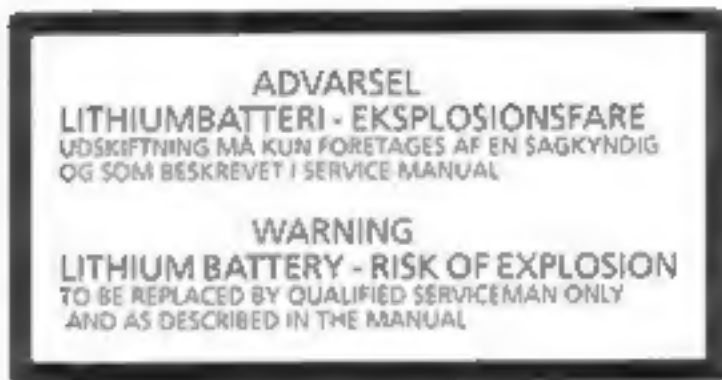 ADVARSEL
LITHIUMBATTERI - EKSPLOSIONSFARE
UDSKIFTNING MÅ KUN FORETAGES AF EN SAGKYNDIG
OG SOM BESKREVET I SERVICE MANUAL
WARNING
LITHIUM BATTERY - RISK OF EXPLOSION
TO BE REPLACED BY QUALIFIED SERVICEMAN ONLY
AND AS DESCRIBED IN THE MANUAL